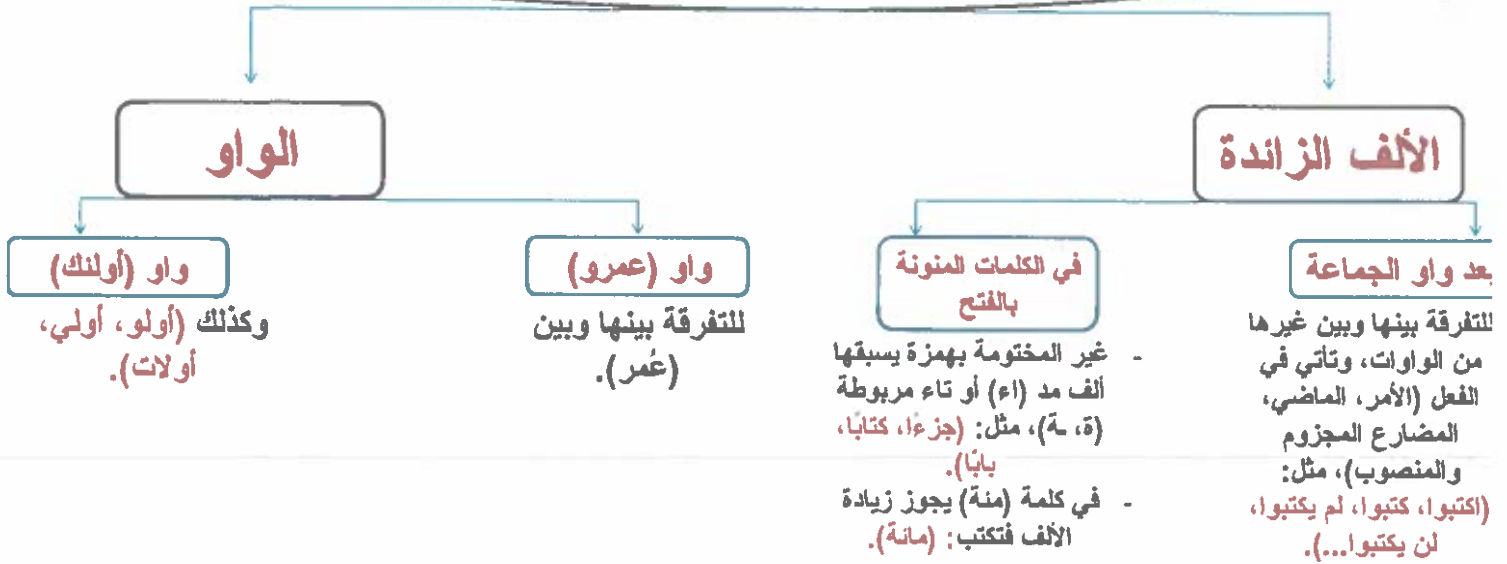 الألف الزائدة
بعد واو الجماعة
للتفرقة بينها وبين غيرها
من الواوات، وتأتي في
الفعل (الأمر، الماضي،
المضارع المجزوم
والمنصوب)، مثل:
(اكتبوا، كتبوا، لم يكتبوا،
لن يكتبوا...).
في الكلمات المنونة
بالفتح
- غير المختومة بهمزة يسبقها
ألف مد (اء) أو تاء مربوطة
(ة، ـة)، مثل: (جزءًا، كتابًا،
بابًا).
- في كلمة (مئة) يجوز زيادة
الألف فتكتب: (مائة).
الواو
واو (عمرو)
للتفرقة بينها وبين
(عُمر).
واو (أولئك)
وكذلك (أولو، أولي،
أولات).